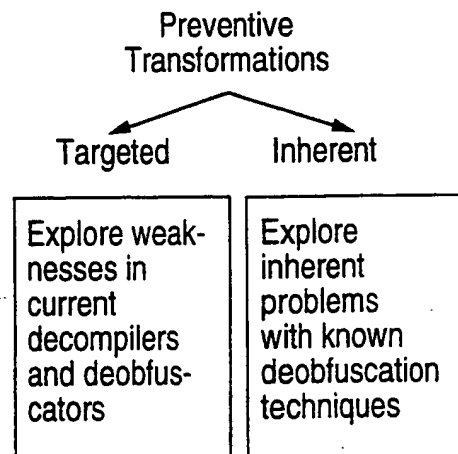 Preventive
Transformations
Targeted
Inherent
Explore weak-
nesses in
current
decompilers
and deobfus-
cators
Explore
inherent
problems
with known
deobfuscation
techniques